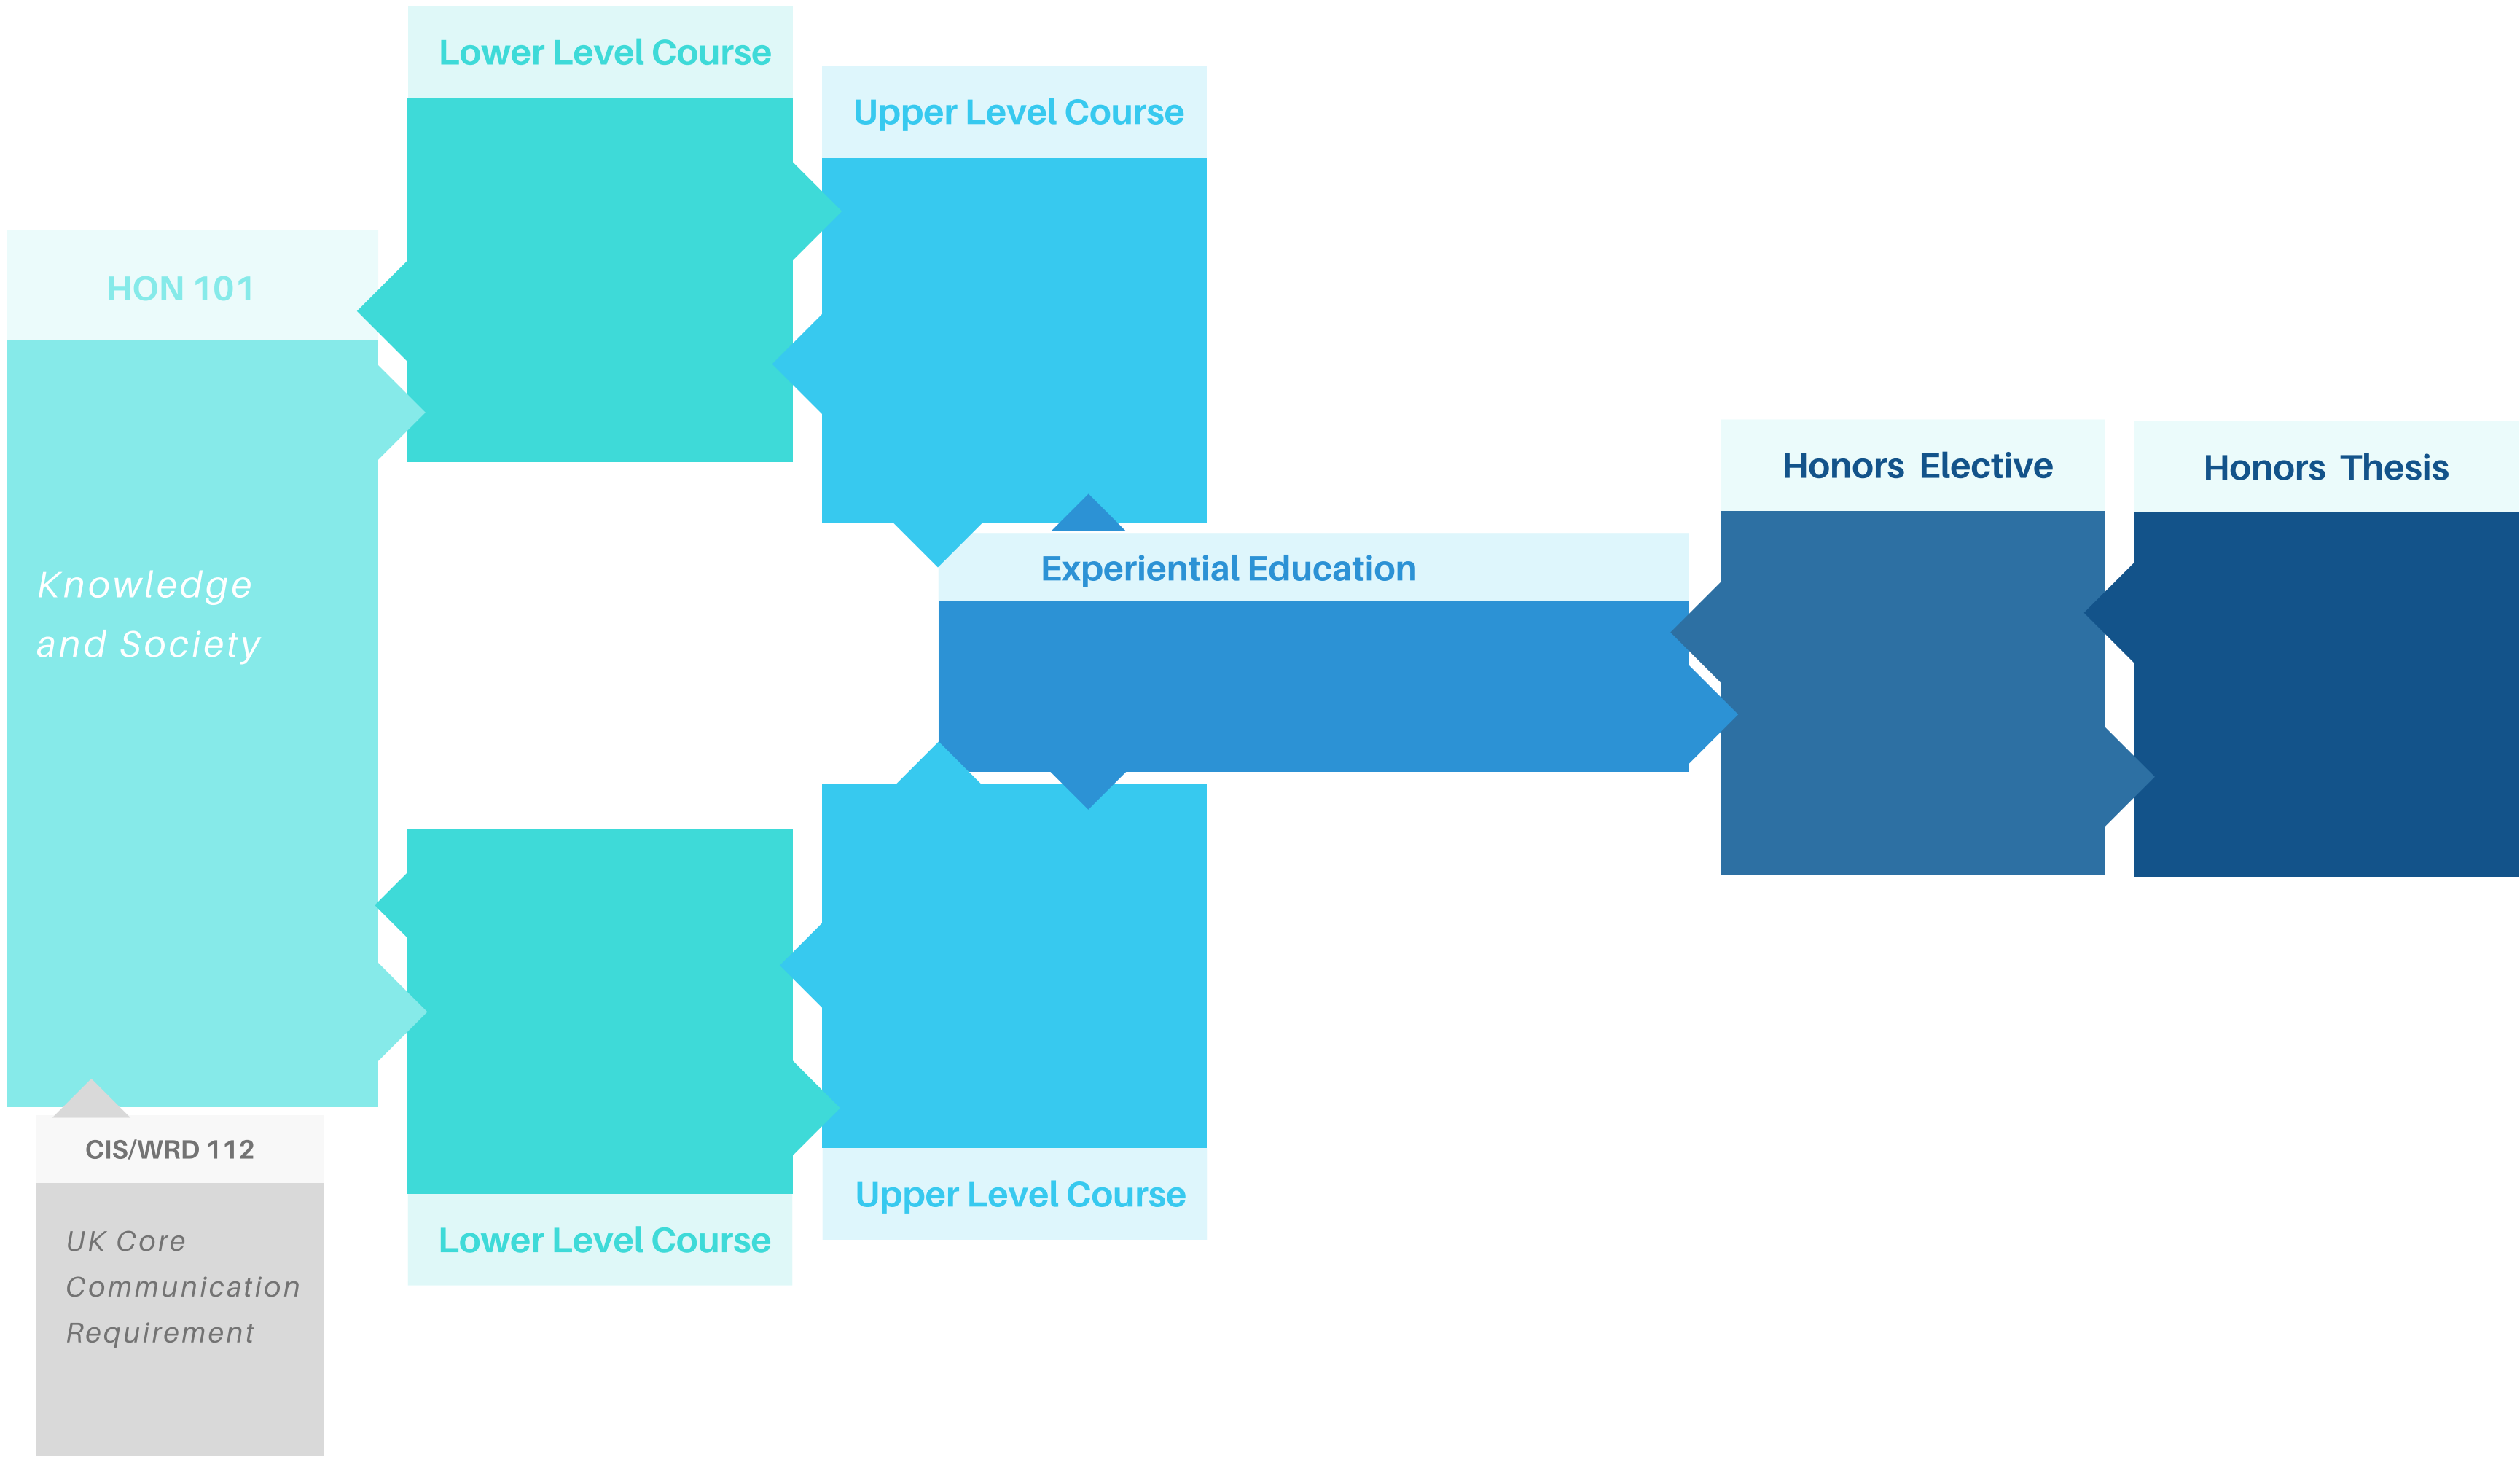 Lower Level Course
Upper Level Course
HON 101
Knowledge
and Society
Experiential Education
Honors Elective
Honors Thesis
CIS/WRD 112
UK Core
Communication
Requirement
Lower Level Course
Upper Level Course